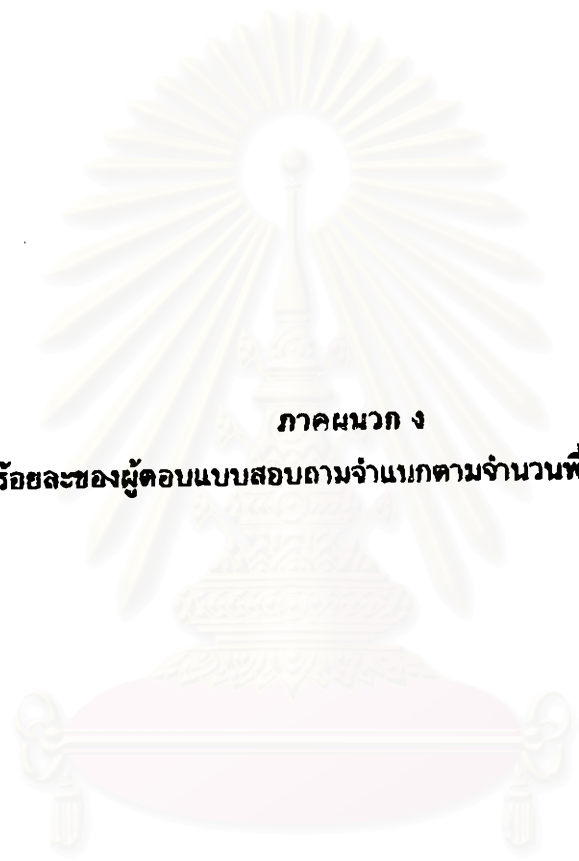 ภาคผนวก ง
ร้อยละของผู้ตอบแบบสอบถามจำแนกตามจำนวน